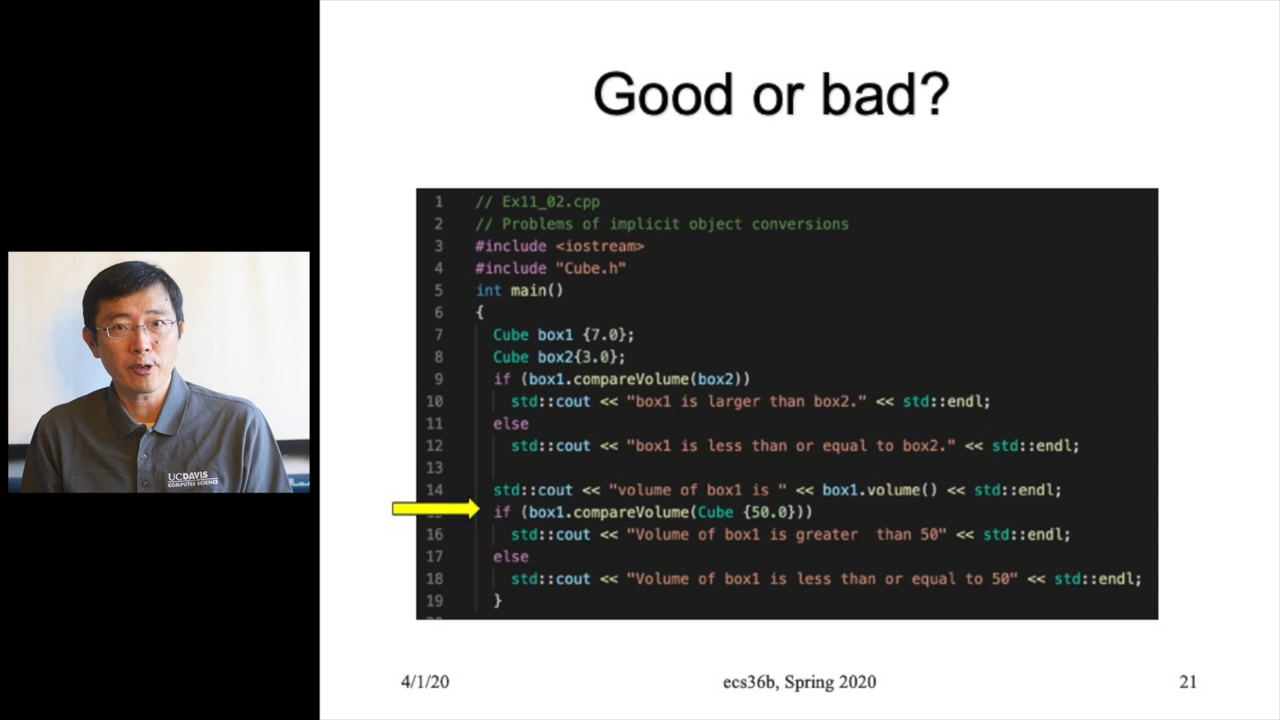 Good or bad?
1 // Ex11_02.cpp
2 // Problems of implicit object conversions
3 #include <iostream>
4 #include "Cube.h"
5 int main()
6 {
7 Cube box1 {7.0};
8 Cube box2{3.0};
9 if (box1.compareVolume(box2))
10 std::cout << "box1 is larger than box2." << std::endl;
11 else
12 std::cout << "box1 is less than or equal to box2." << std::endl;
13
14 std::cout << "volume of box1 is " << box1.volume() << std::endl;
if (box1.compareVolume(Cube {50.0}))
16 std::cout << "Volume of box1 is greater  than 50" << std::endl;
17 else
18 std::cout << "Volume of box1 is less than or equal to 50" << std::endl;
19 }
UCDAVIS
COMPUTER SCIENCE
4/1/20 ecs36b, Spring 2020 21